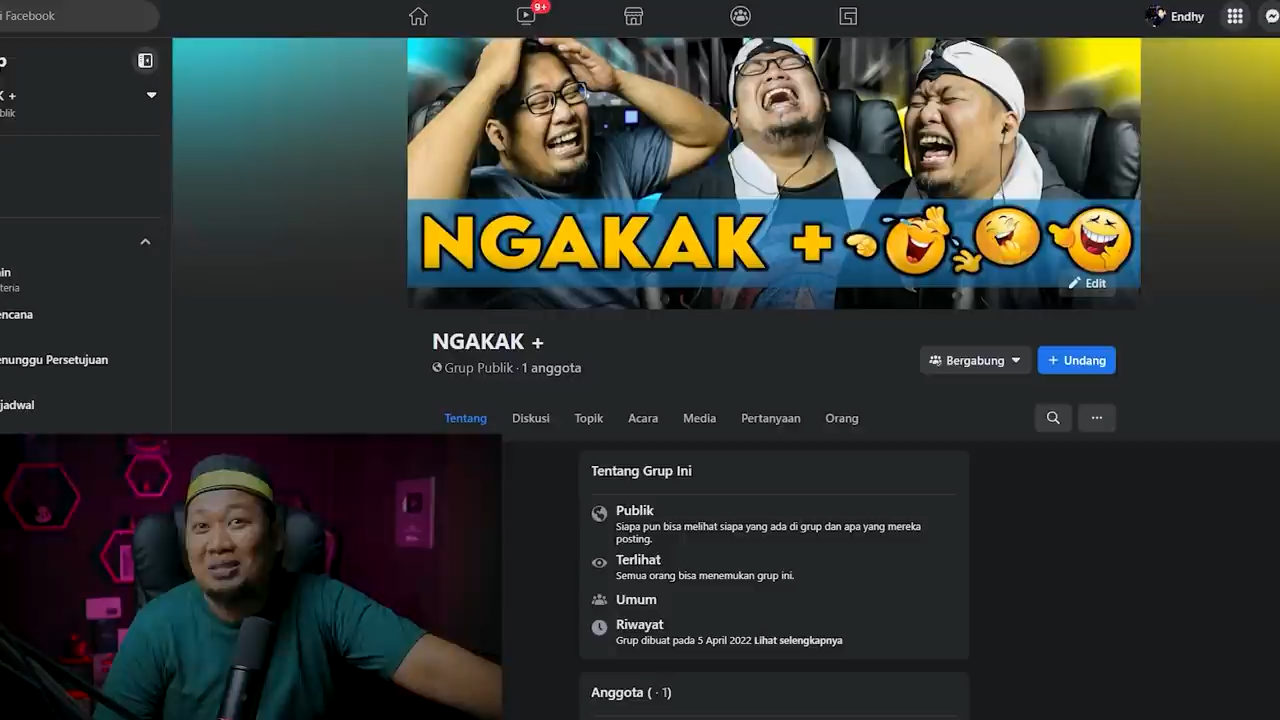 i Facebook
9+
Endhy
K +
blik
NGAKAK +
Edit
in
teria
encana
enunggu Persetujuan
jadwal
NGAKAK +
Grup Publik · 1 anggota
Bergabung
+ Undang
Tentang
Diskusi
Topik
Acara
Media
Pertanyaan
Orang
Tentang Grup Ini
Publik
Siapa pun bisa melihat siapa yang ada di grup dan apa yang mereka
posting.
Terlihat
Semua orang bisa menemukan grup ini.
Umum
Riwayat
Grup dibuat pada 5 April 2022 Lihat selengkapnya
Anggota ( · 1)